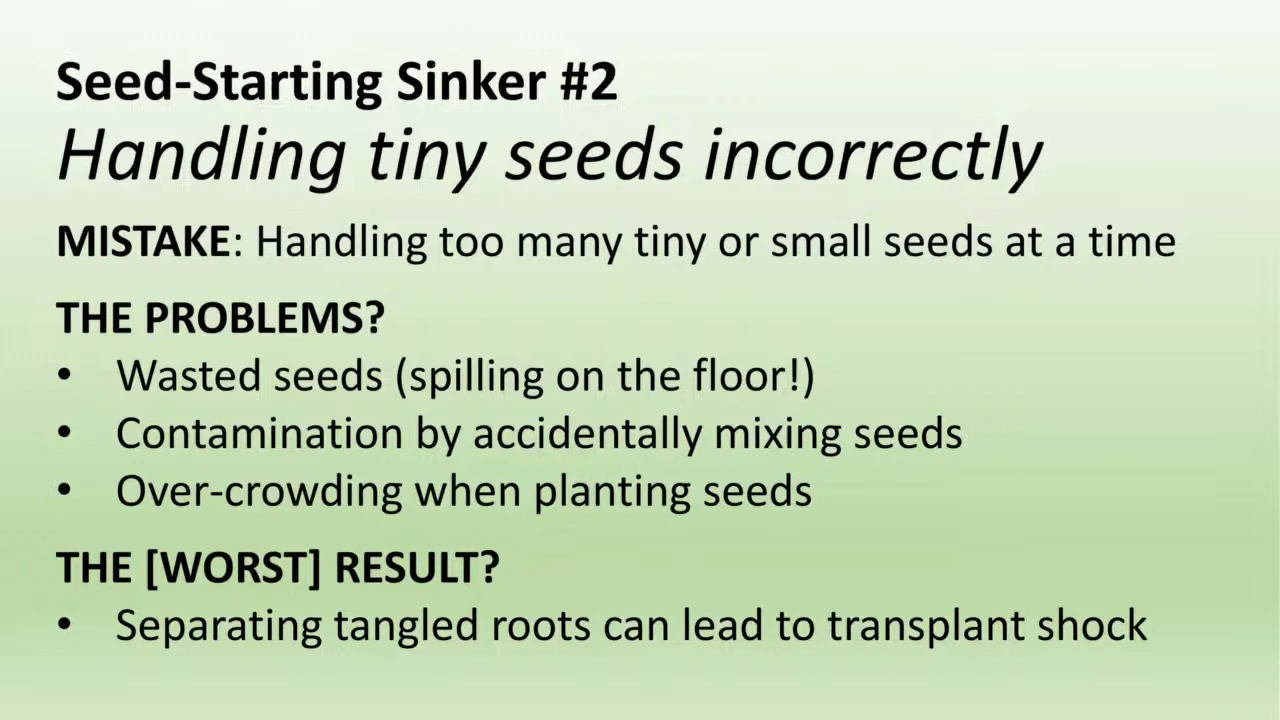 Seed-Starting Sinker #2
Handling tiny seeds incorrectly
MISTAKE: Handling too many tiny or small seeds at a time
THE PROBLEMS?
• Wasted seeds (spilling on the floor!)
• Contamination by accidentally mixing seeds
• Over-crowding when planting seeds
THE [WORST] RESULT?
• Separating tangled roots can lead to transplant shock